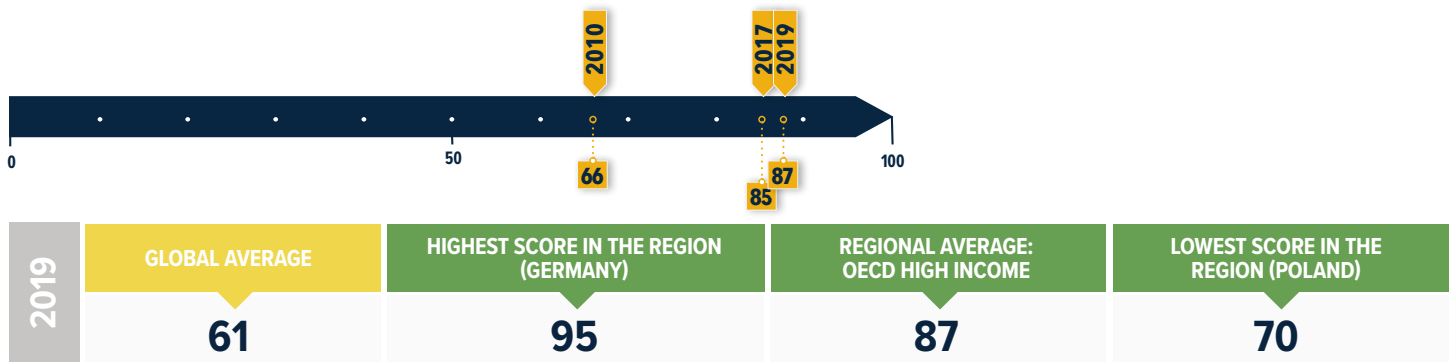 2010
2017
2019
0
50
100
66
85
87
2019
GLOBAL AVERAGE
61
HIGHEST SCORE IN THE REGION
(GERMANY)
95
REGIONAL AVERAGE:
OECD HIGH INCOME
87
LOWEST SCORE IN THE
REGION (POLAND)
70